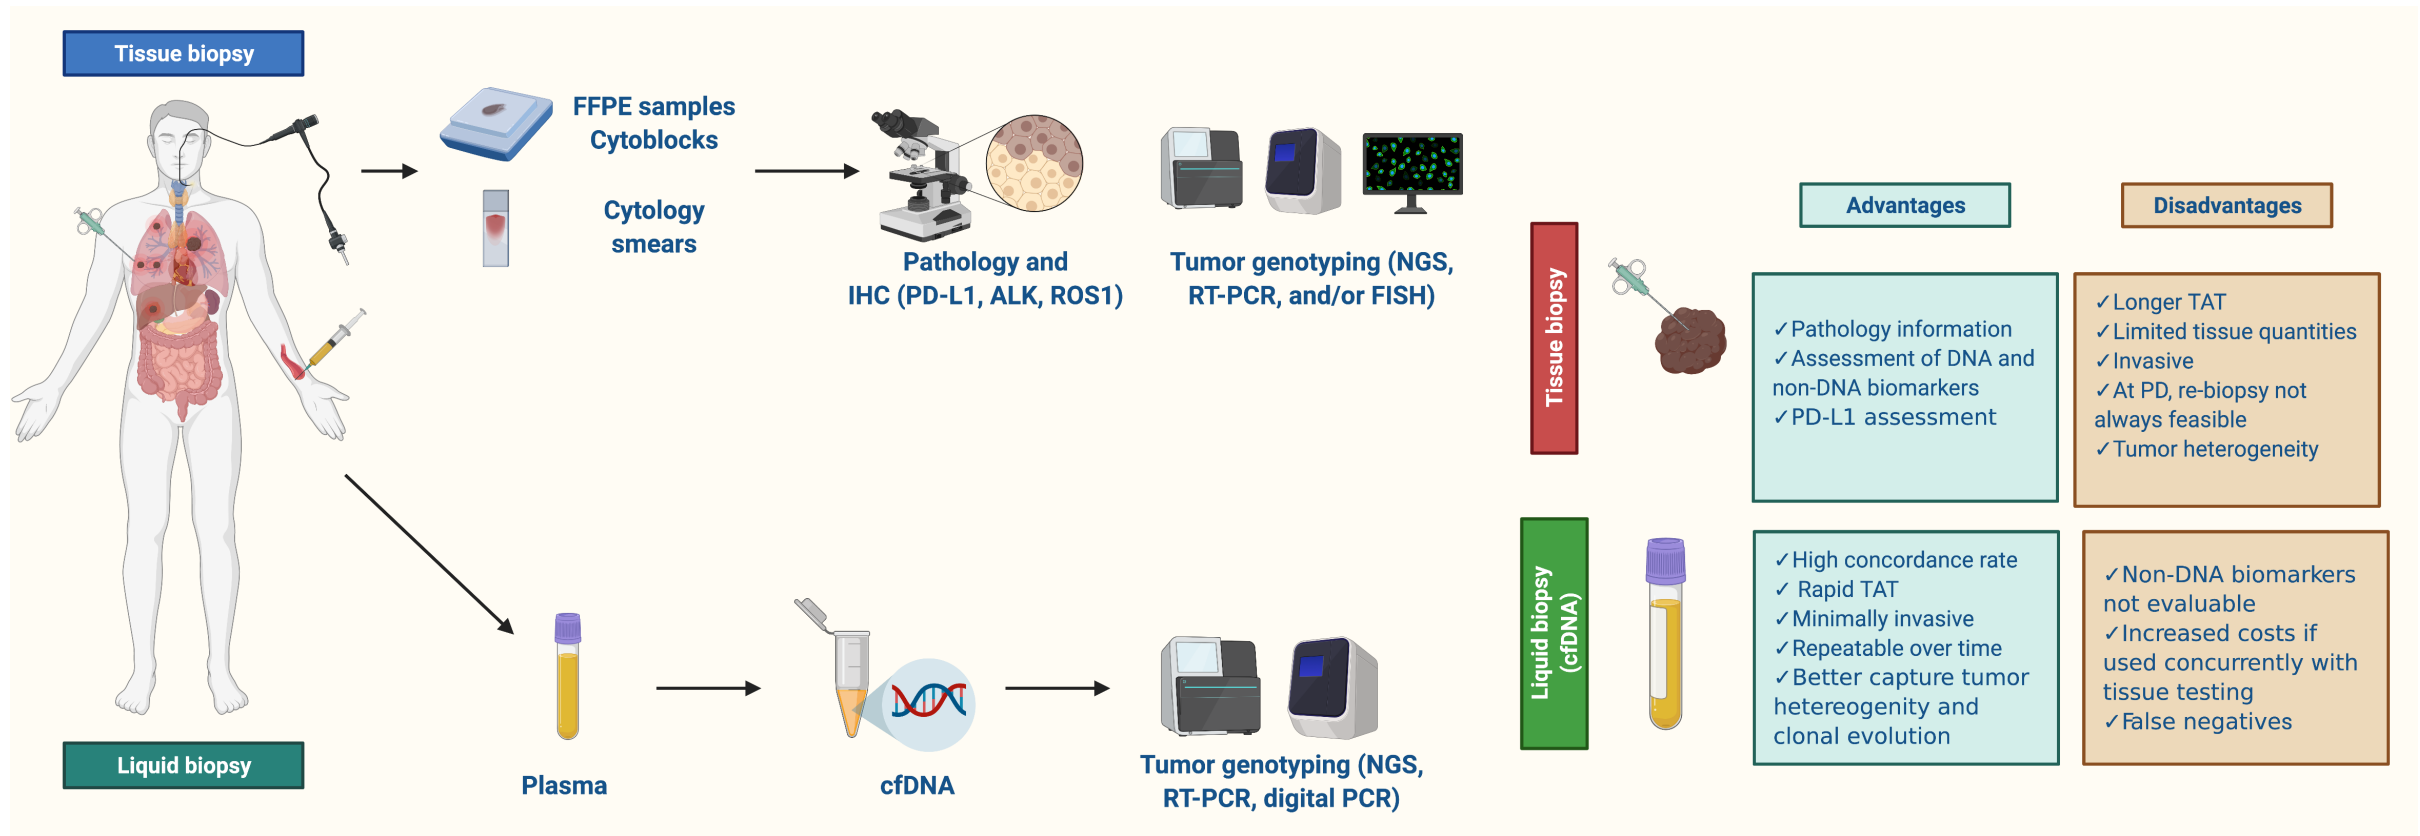 Tissue biopsy
FFPE samples
Cytoblocks
Cytology
smears
Pathology and
IHC (PD-L1, ALK, ROS1)
Tumor genotyping (NGS,
RT-PCR, and/or FISH)
Liquid biopsy
Plasma
cfDNA
Tumor genotyping (NGS,
RT-PCR, digital PCR)
Advantages
Disadvantages
Tissue biopsy
✓Pathology information
✓Assessment of DNA and
non-DNA biomarkers
✓PD-L1 assessment
✓Longer TAT
✓Limited tissue quantities
✓Invasive
✓At PD, re-biopsy not
always feasible
✓Tumor heterogeneity
Liquid biopsy
(cfDNA)
✓High concordance rate
✓ Rapid TAT
✓Minimally invasive
✓Repeatable over time
✓Better capture tumor
hetereogenity and
clonal evolution
✓Non-DNA biomarkers
not evaluable
✓Increased costs if
used concurrently with
tissue testing
✓False negatives